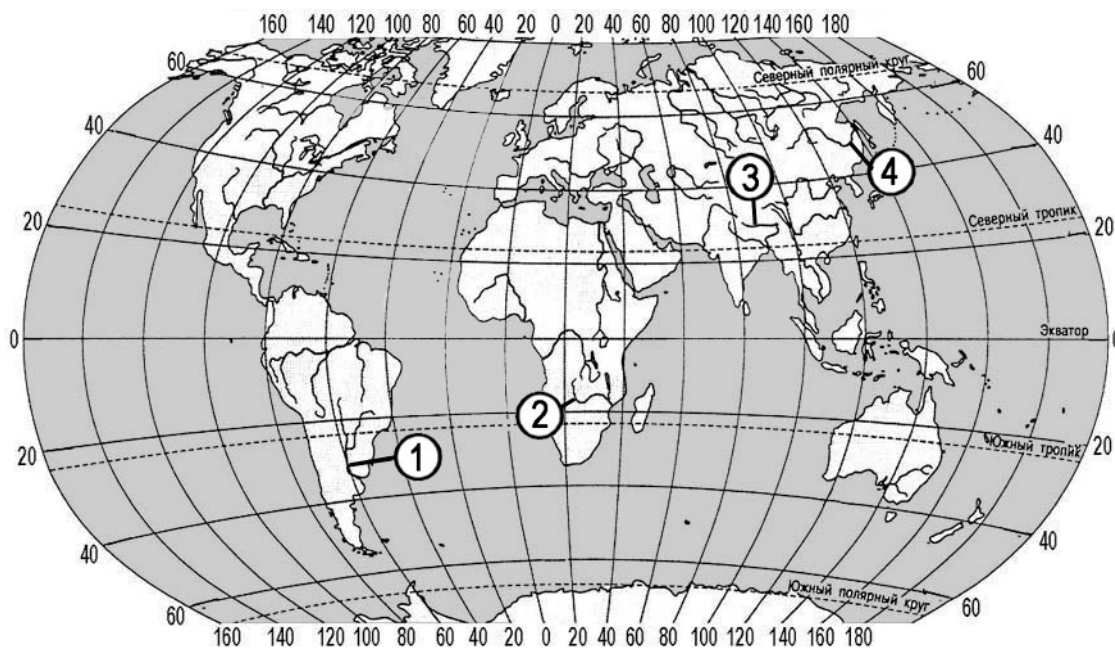 160 140 120 100 80 60 40 20 0 20 40 60 80 100 120 140 160 180
60 Северный полярный круг 60
40 40
3 4
20 Северный тропик 20
0 Экватор 0
2
20 1 Южный тропик 20
40 40
60 Южный полярный круг 60
160 140 120 100 80 60 40 20 0 20 40 60 80 100 120 140 160 180